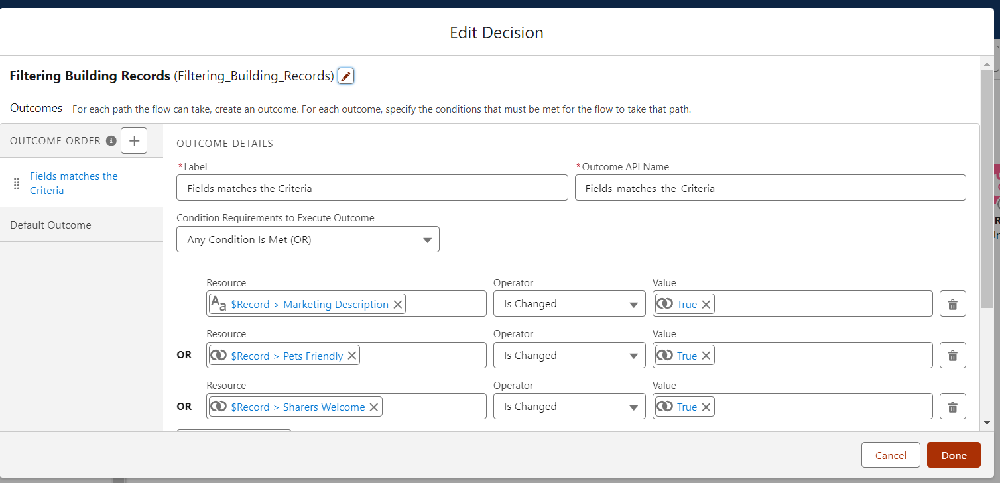 Edit Decision
Filtering Building Records (Filtering_Building_Records)
Outcomes For each path the flow can take, create an outcome. For each outcome, specify the conditions that must be met for the flow to take that path.
OUTCOME ORDER
Fields matches the
Criteria
Default Outcome
OUTCOME DETAILS
*Label
Fields matches the Criteria
*Outcome API Name
Fields_matches_the_Criteria
Condition Requirements to Execute Outcome
Any Condition Is Met (OR)
Resource Operator Value
Aa $Record > Marketing Description Is Changed True
Resource Operator Value
OR $Record > Pets Friendly Is Changed True
Resource Operator Value
OR $Record > Sharers Welcome Is Changed True
Cancel Done